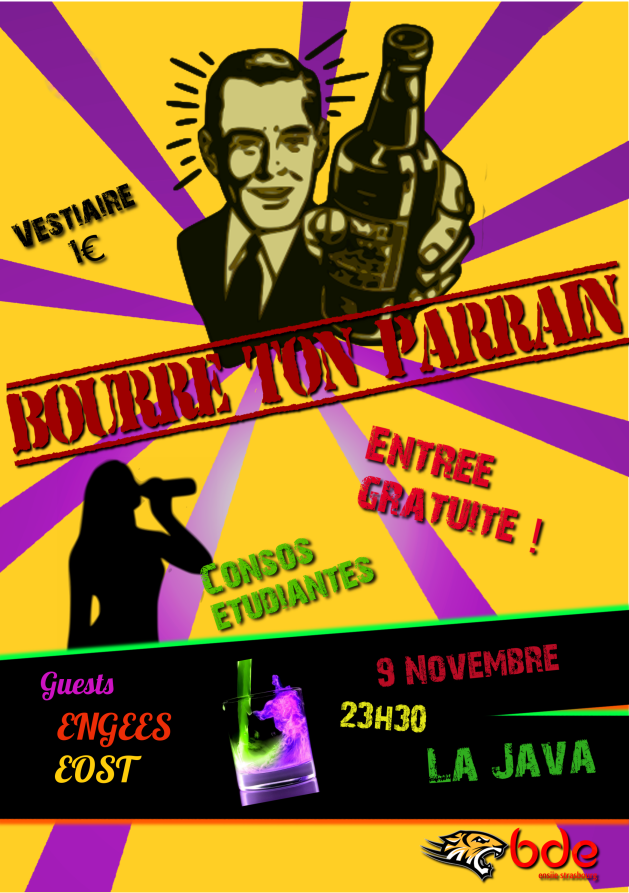 VESTIAIRE
1€
BOURRE TON PARRAIN
ENTREE
GRATUITE !
CONSOS
ETUDIANTES
Guests
ENGEES
EOST
9 NOVEMBRE
23H30
LA JAVA
bde